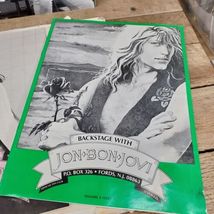 BACKSTAGE WITH
JON•BON•JOVI
P.O. BOX 326 • FORDS, N.J. 08863